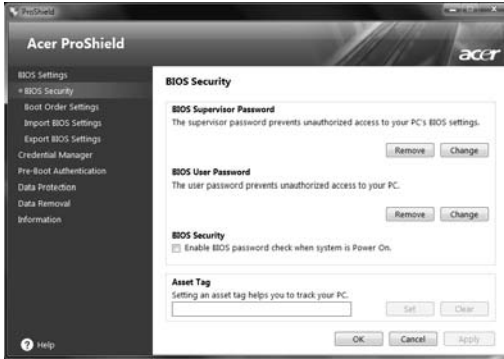 ProShield
Acer ProShield
acer
BIOS Settings
BIOS Security
Boot Order Settings
Import BIOS Settings
Export BIOS Settings
Credential Manager
Pre-Boot Authentication
Data Protection
Data Removal
Information
Help
BIOS Security
BIOS Supervisor Password
The supervisor password prevents unauthorized access to your PC's BIOS settings.
Remove Change
BIOS User Password
The user password prevents unauthorized access to your PC.
Remove Change
BIOS Security
Enable BIOS password check when system is Power On.
Asset Tag
Setting an asset tag helps you to track your PC.
Set Clear
OK Cancel Apply